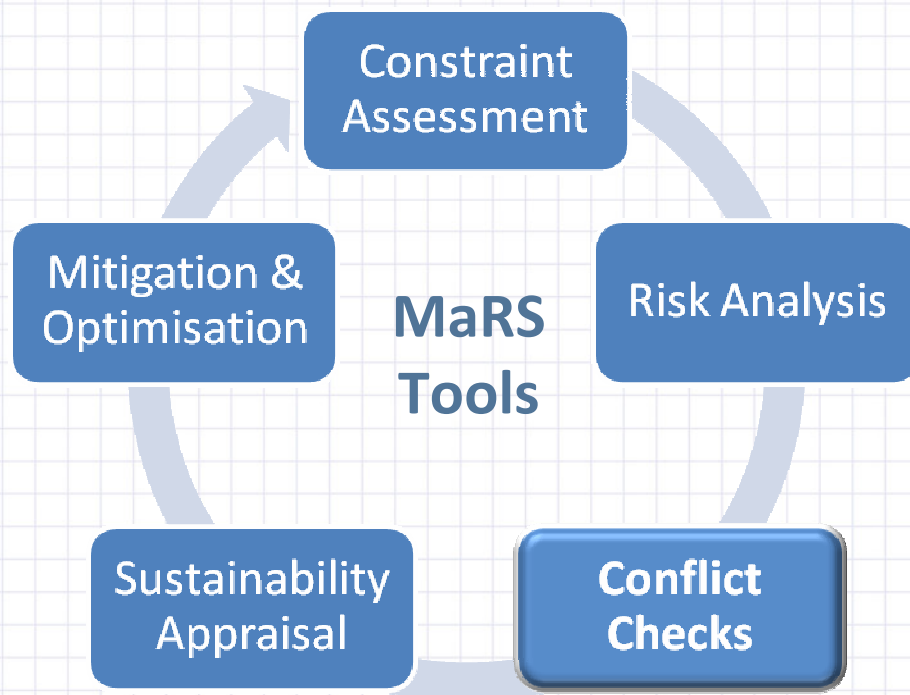 Constraint
Assessment
Mitigation &
Optimisation
MaRS
Tools
Risk Analysis
Sustainability
Appraisal
Conflict
Checks